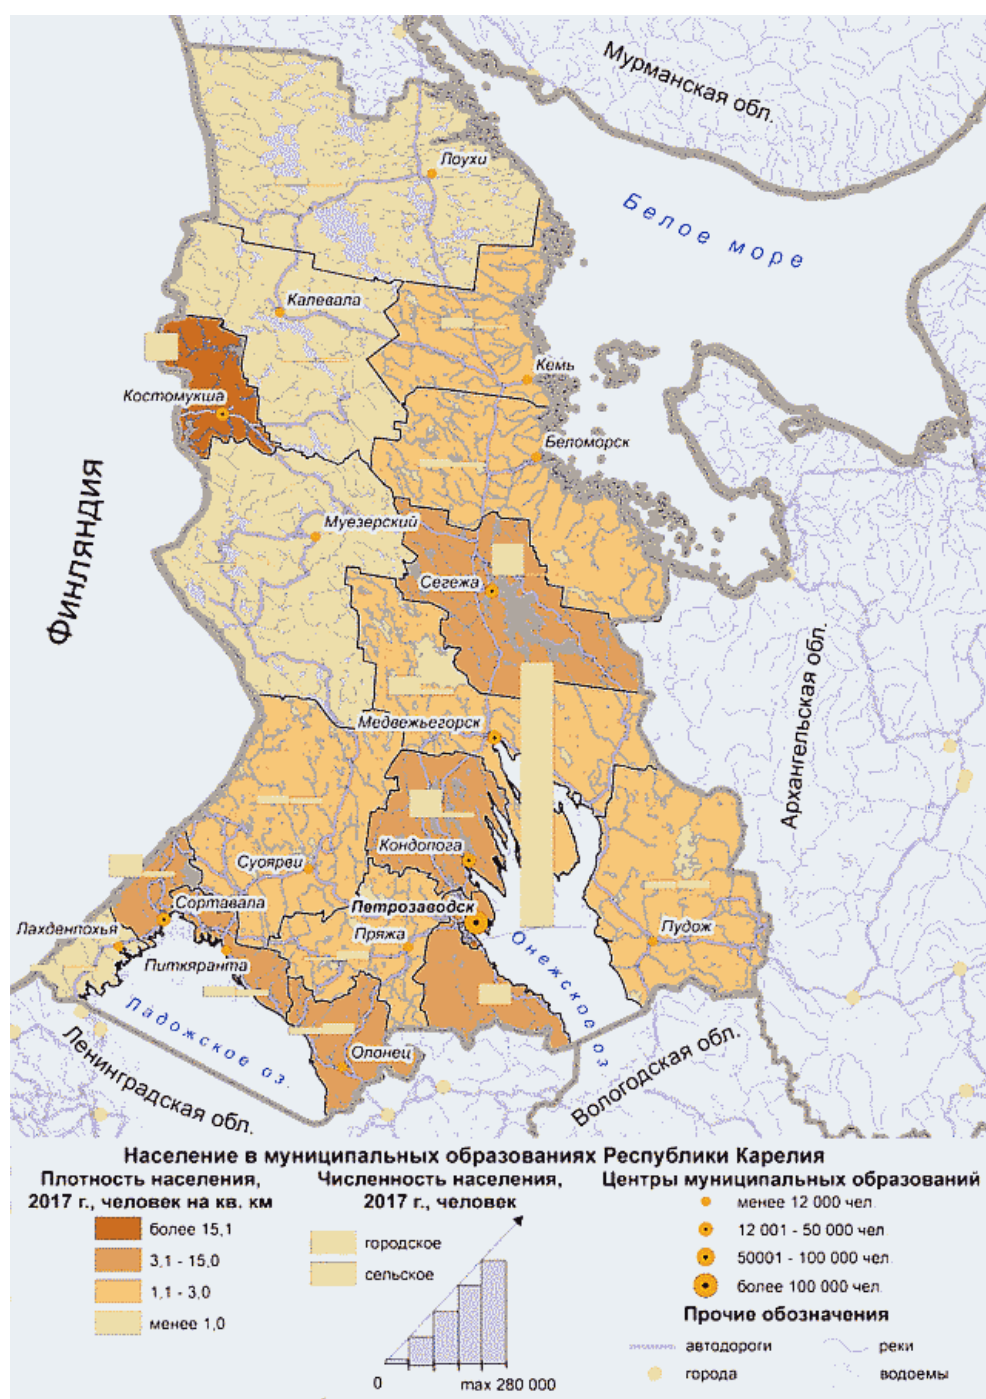 Мурманская обл.
Лоухи
Белое море
Калевала
Кемь
Костомукша
Беломорск
ФИНЛЯНДИЯ
Муезерский
Сегежа
Архангельская обл.
Медвежьегорск
Кондопога
Суоярви
Сортавала
Петрозаводск
Лахденпохья
Пряжа
Пудож
Питкяранта
Онежское оз.
Ладожское оз.
Олонец
Ленинградская обл.
Вологодская обл.
Население в муниципальных образованиях Республики Карелия
Плотность населения,
2017 г., человек на кв. км
более 15,1
3,1 - 15,0
1,1 - 3,0
менее 1,0
Численность населения,
2017 г., человек
городское
сельское
0
max 280 000
Центры муниципальных образований
менее 12 000 чел.
12 001 - 50 000 чел
50001 - 100 000 чел.
более 100 000 чел.
Прочие обозначения
автодороги
реки
города
водоемы